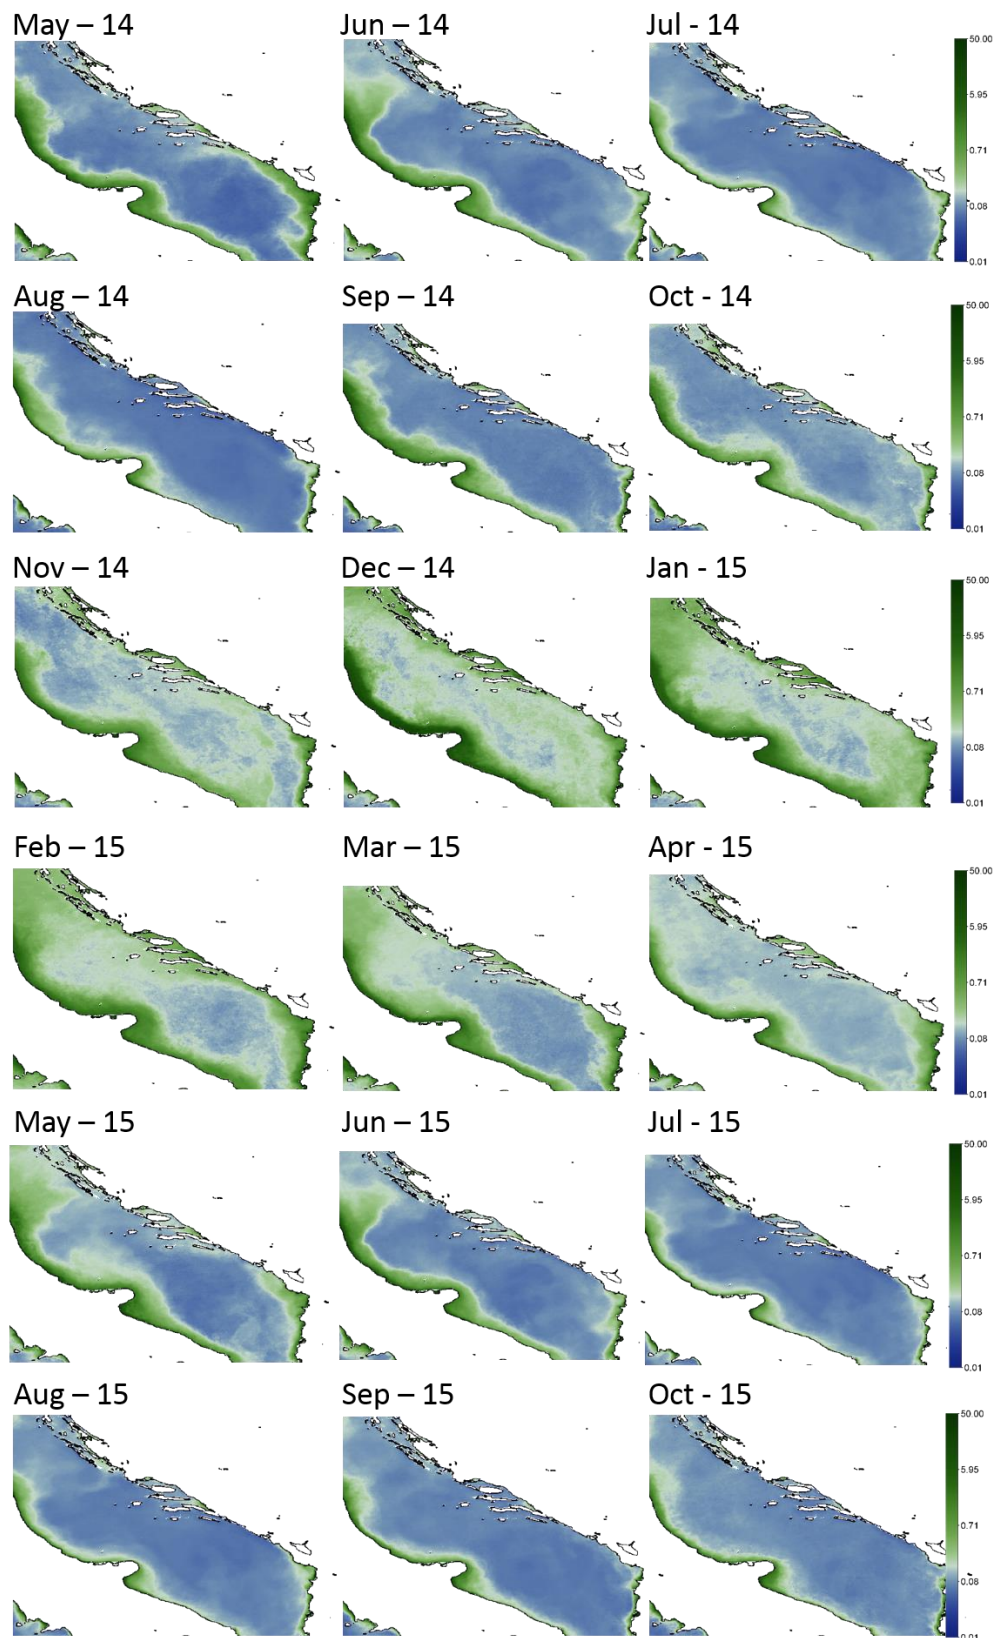 May – 14
Jun – 14
Jul - 14
50.00
5.95
0.71
0.08
0.01
Aug – 14
Sep – 14
Oct - 14
50.00
5.95
0.71
0.08
0.01
Nov – 14
Dec – 14
Jan - 15
50.00
5.95
0.71
0.08
0.01
Feb – 15
Mar - 15
Apr - 15
50.00
5.95
0.71
0.08
0.01
May – 15
Jun – 15
Jul - 15
50.00
5.95
0.71
0.08
0.01
Aug – 15
Sep – 15
Oct - 15
50.00
5.95
0.71
0.08
0.01